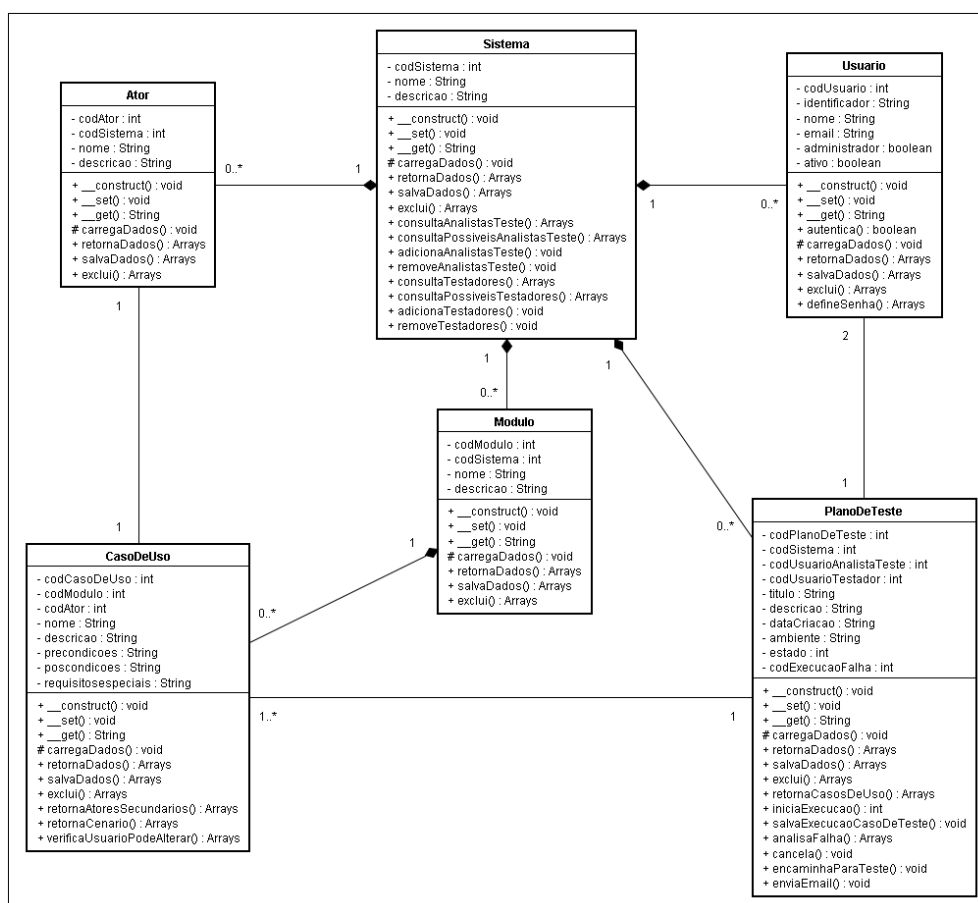 Sistema
- codSistema : int
- nome : String
- descricao : String
+ __construct() : void
+ __set() : void
+ __get() : String
# carregaDados() : void
+ retornaDados() : Arrays
+ salvaDados() : Arrays
+ exclui() : Arrays
+ consultaAnalistasTeste() : Arrays
+ consultaPossiveisAnalistasTeste() : Arrays
+ adicionaAnalistasTeste() : void
+ removeAnalistasTeste() : void
+ consultaTestadores() : Arrays
+ consultaPossiveisTestadores() : Arrays
+ adicionaTestadores() : void
+ removeTestadores() : void
Usuario
- codUsuario : int
- identificador : String
- nome : String
- email : String
- administrador : boolean
- ativo : boolean
+ __construct() : void
+ __set() : void
+ __get() : String
+ autentica() : boolean
# carregaDados() : void
+ retornaDados() : Arrays
+ salvaDados() : Arrays
+ exclui() : Arrays
+ defineSenha() : Arrays
Ator
- codAtor : int
- codSistema : int
- nome : String
- descricao : String
+ __construct() : void
+ __set() : void
+ __get() : String
# carregaDados() : void
+ retornaDados() : Arrays
+ salvaDados() : Arrays
+ exclui() : Arrays
0..*
1
1
0..*
1
2
1
1
0..*
Modulo
- codModulo : int
- codSistema : int
- nome : String
- descricao : String
+ __construct() : void
+ __set() : void
+ __get() : String
# carregaDados() : void
+ retornaDados() : Arrays
+ salvaDados() : Arrays
+ exclui() : Arrays
1
1
0..*
1
0..*
CasoDeUso
- codCasoDeUso : int
- codModulo : int
- codAtor : int
- nome : String
- descricao : String
- precondicoes : String
- poscondicoes : String
- requisitosespeciais : String
+ __construct() : void
+ __set() : void
+ __get() : String
# carregaDados() : void
+ retornaDados() : Arrays
+ salvaDados() : Arrays
+ exclui() : Arrays
+ retornaAtoresSecundarios() : Arrays
+ retornaCenario() : Arrays
+ verificaUsuarioPodeAlterar() : Arrays
1..*
1
PlanoDeTeste
- codPlanoDeTeste : int
- codSistema : int
- codUsuarioAnalistaTeste : int
- codUsuarioTestador : int
- titulo : String
- descricao : String
- dataCriacao : String
- ambiente : String
- estado : int
- codExecucaoFalha : int
+ __construct() : void
+ __set() : void
+ __get() : String
# carregaDados() : void
+ retornaDados() : Arrays
+ salvaDados() : Arrays
+ exclui() : Arrays
+ retornaCasosDeUso() : Arrays
+ iniciaExecucao() : int
+ salvaExecucaoCasoDeTeste() : void
+ analisaFalha() : Arrays
+ cancela() : void
+ encaminhaParaTeste() : void
+ enviaEmail() : void